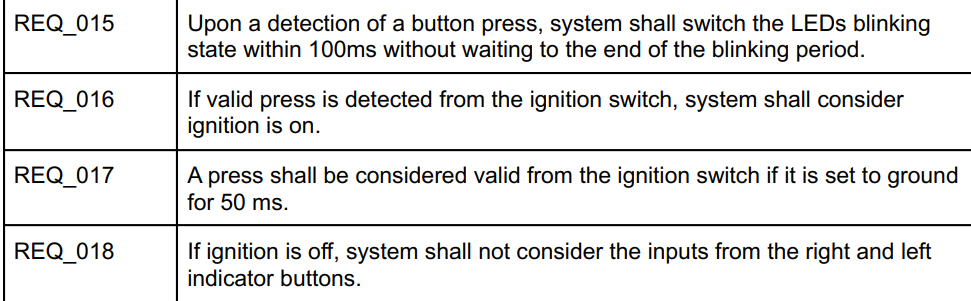 REQ_015
Upon a detection of a button press, system shall switch the LEDs blinking
state within 100ms without waiting to the end of the blinking period.
REQ_016
If valid press is detected from the ignition switch, system shall consider
ignition is on.
REQ_017
A press shall be considered valid from the ignition switch if it is set to ground
for 50 ms.
REQ_018
If ignition is off, system shall not consider the inputs from the right and left
indicator buttons.